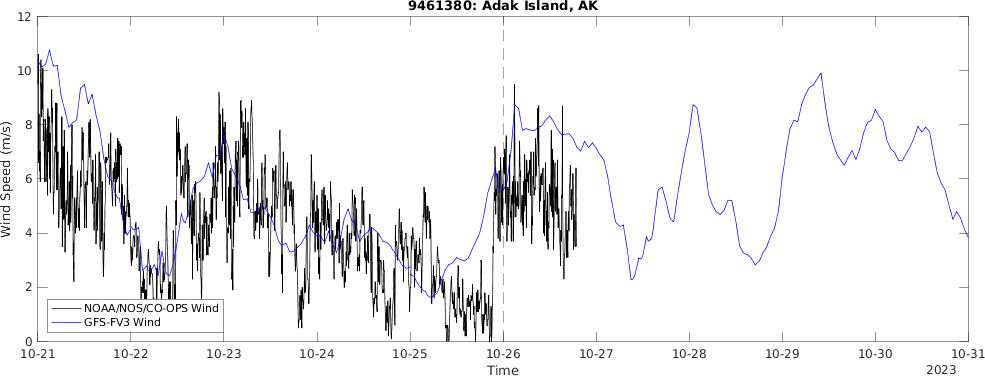 9461380: Adak Island, AK
Wind Speed (m/s)
12
10
8
6
4
2
0
NOAA/NOS/CO-OPS Wind
GFS-FV3 Wind
10-21 10-22 10-23 10-24 10-25 10-26 10-27 10-28 10-29 10-30 10-31
Time
2023